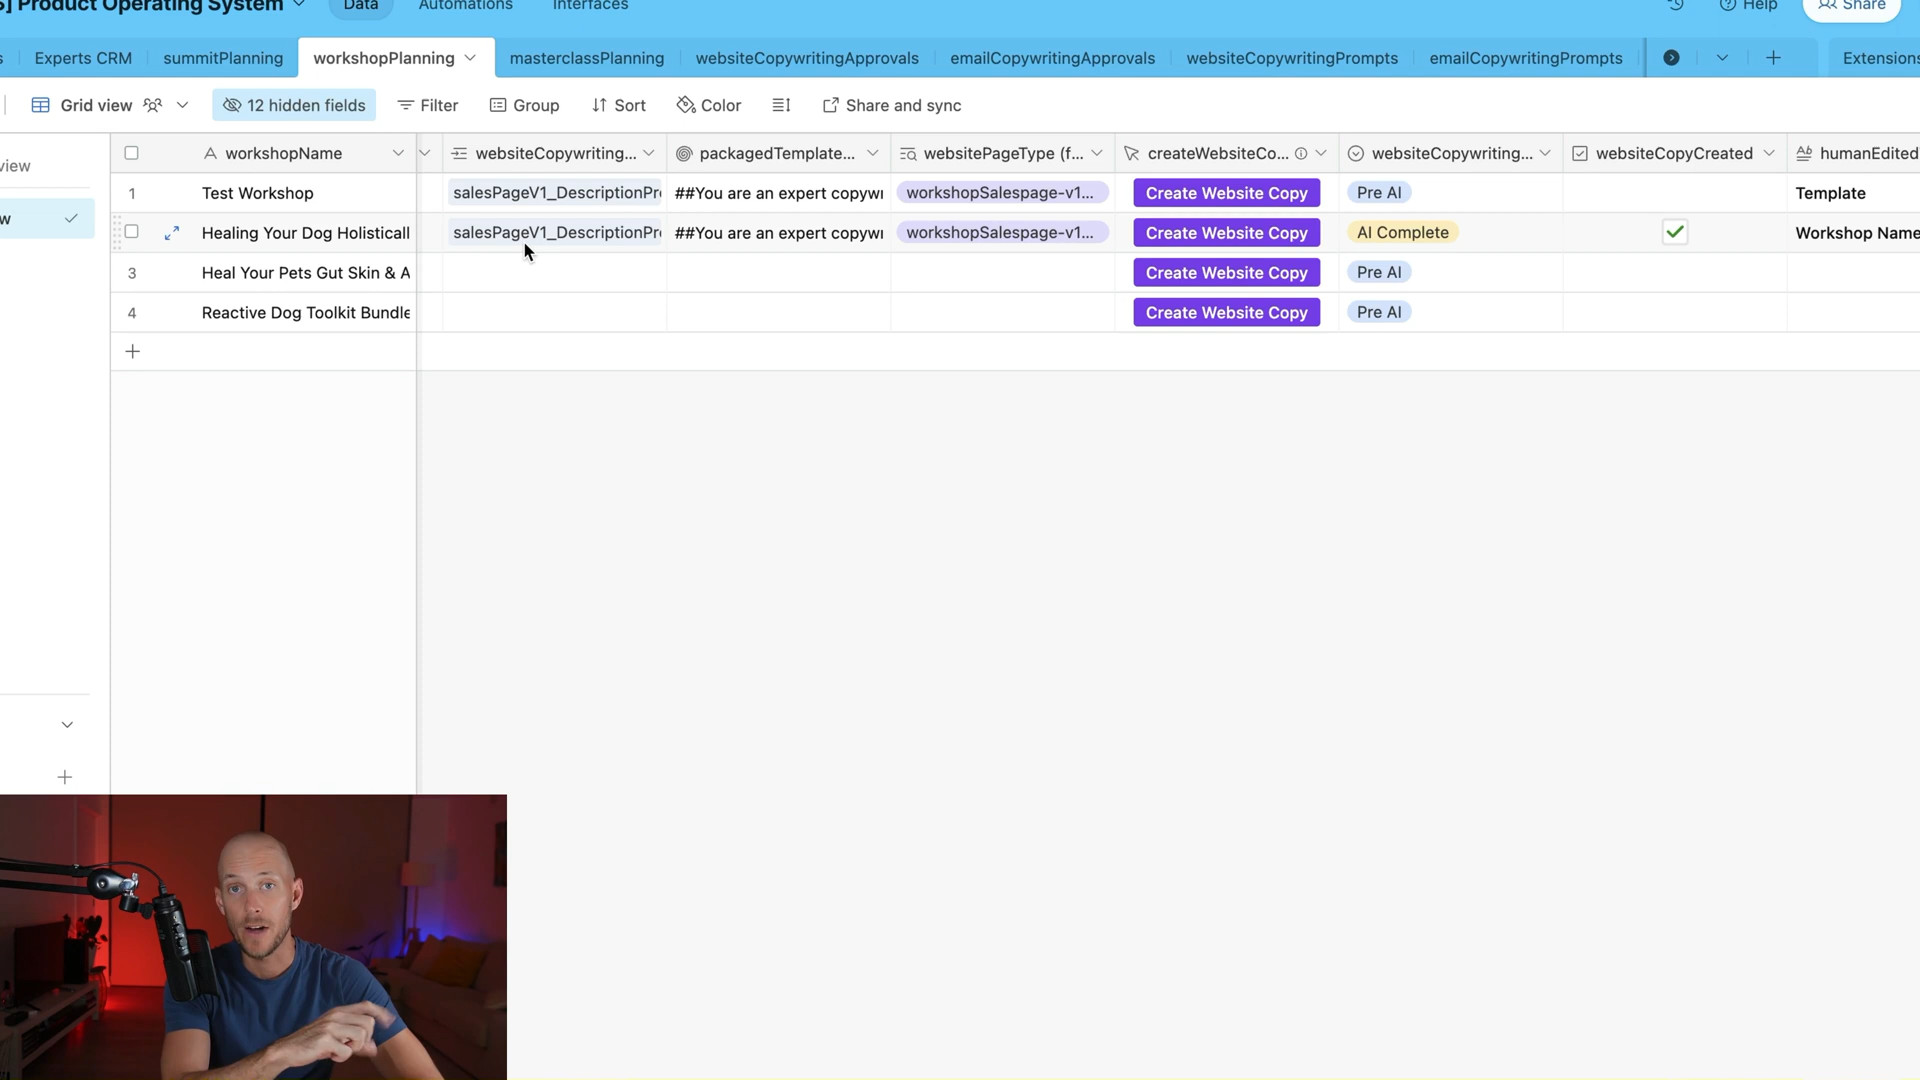 ] Product Operating System Data Automations Interfaces Help Share
s Experts CRM summitPlanning workshopPlanning masterclassPlanning websiteCopywritingApprovals emailCopywritingApprovals websiteCopywritingPrompts emailCopywritingPrompts Extensions
Grid view 12 hidden fields Filter Group Sort Color Share and sync
view workshopName websiteCopywriting... packagedTemplate... websitePageType (f... createWebsiteCo... websiteCopywriting... websiteCopyCreated humanEdited
1 Test Workshop salesPageV1_DescriptionPr ##You are an expert copyw workshopSalespage-v1... Create Website Copy Pre AI Template
w Healing Your Dog Holisticall salesPageV1_DescriptionPr ##You are an expert copyw workshopSalespage-v1... Create Website Copy AI Complete Workshop Name
3 Heal Your Pets Gut Skin & A Create Website Copy Pre AI
4 Reactive Dog Toolkit Bundle Create Website Copy Pre AI